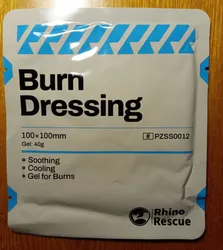 Burn
Dressing
100×100mm
Gel: 40g
# PZSS0012
Soothing
Cooling
Gel for Burns
Rhino
Rescue